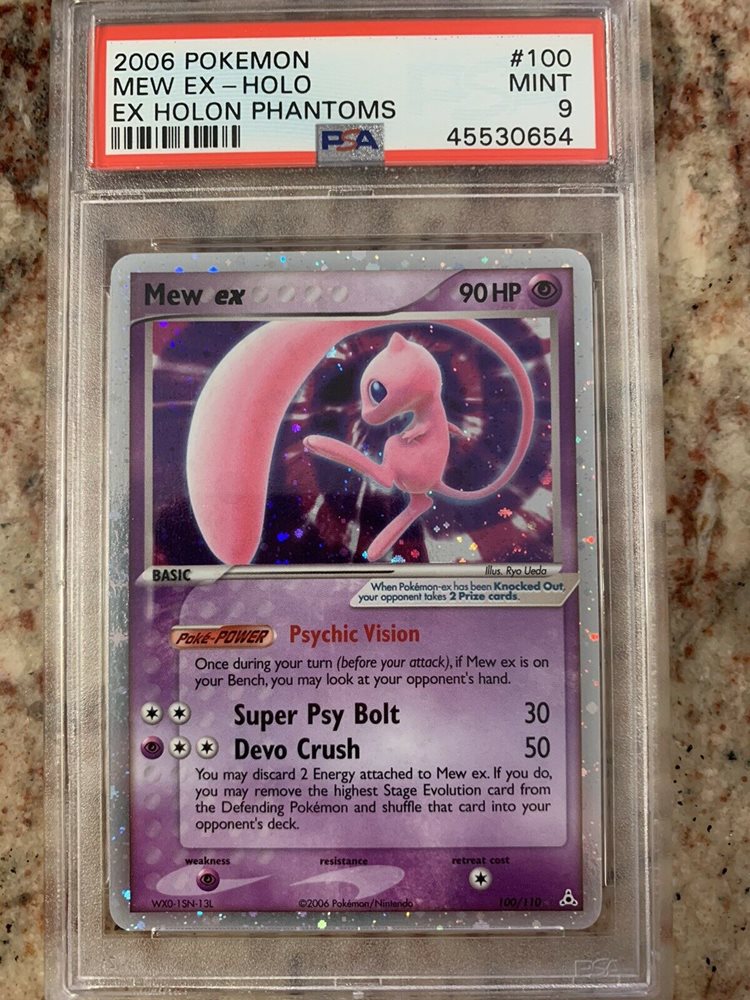 2006 POKEMON #100
MEW EX - HOLO MINT
EX HOLON PHANTOMS 9
PSA 45530654
Mew ex 90 HP
BASIC
Illus. Ryo Ueda
When Pokémon-ex has been Knocked Out,
your opponent takes 2 Prize cards.
Poké-POWER Psychic Vision
Once during your turn (before your attack), if Mew ex is on
your Bench, you may look at your opponent's hand.
Super Psy Bolt 30
Devo Crush 50
You may discard 2 Energy attached to Mew ex. If you do,
you may remove the highest Stage Evolution card from
the Defending Pokémon and shuffle that card into your
opponent's deck.
weakness resistance retreat cost
WX0-1SN-13L ©2006 Pokémon/Nintendo 100/110
PSA